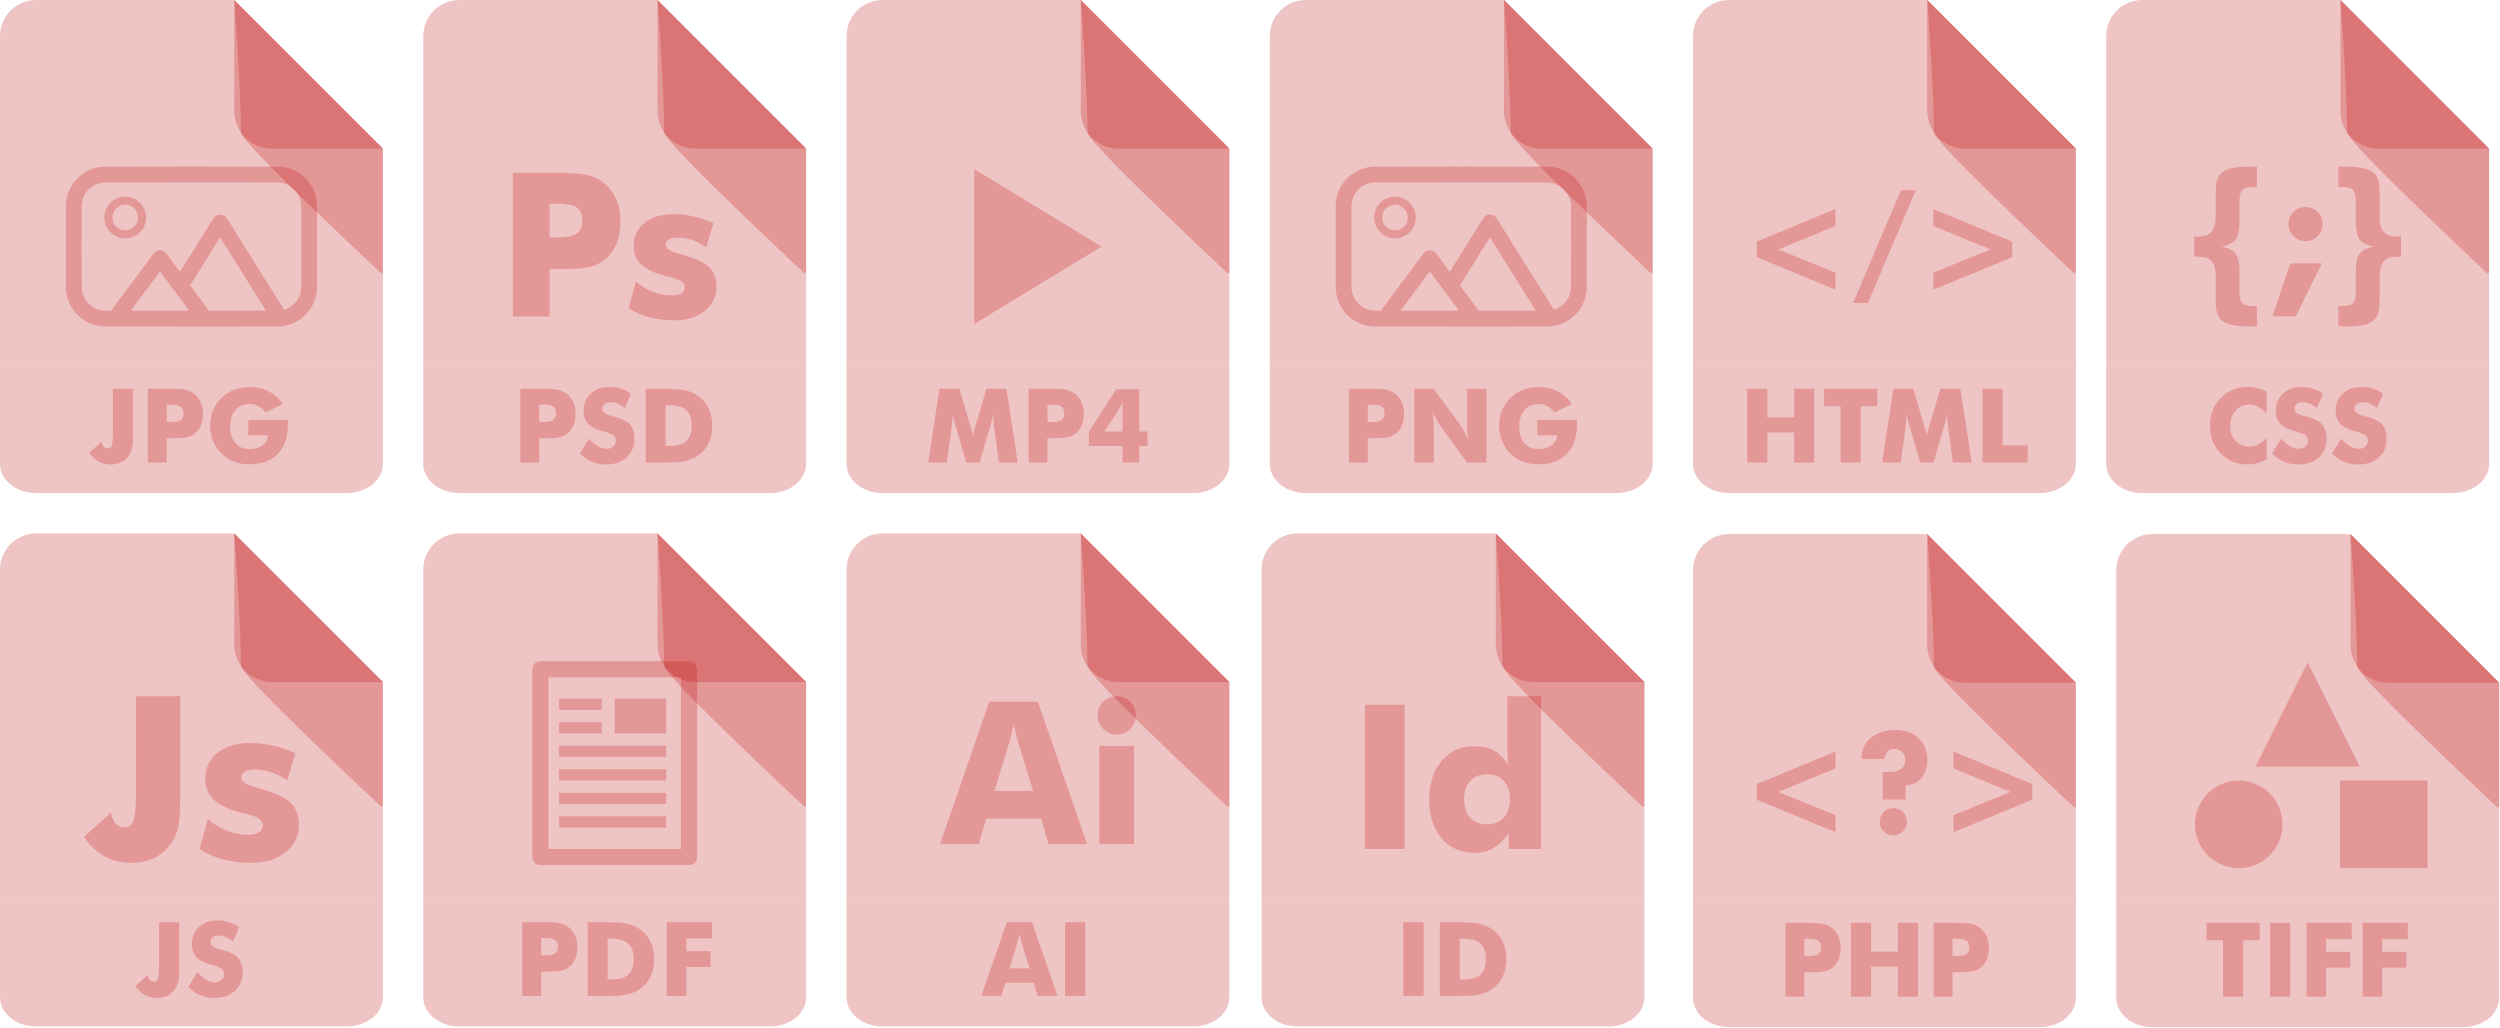 Ps
</>
{;}
JPG
PSD
MP4
PNG
HTML
CSS
Js
Ai
Id
<?>
JS
PDF
AI
ID
PHP
TIFF